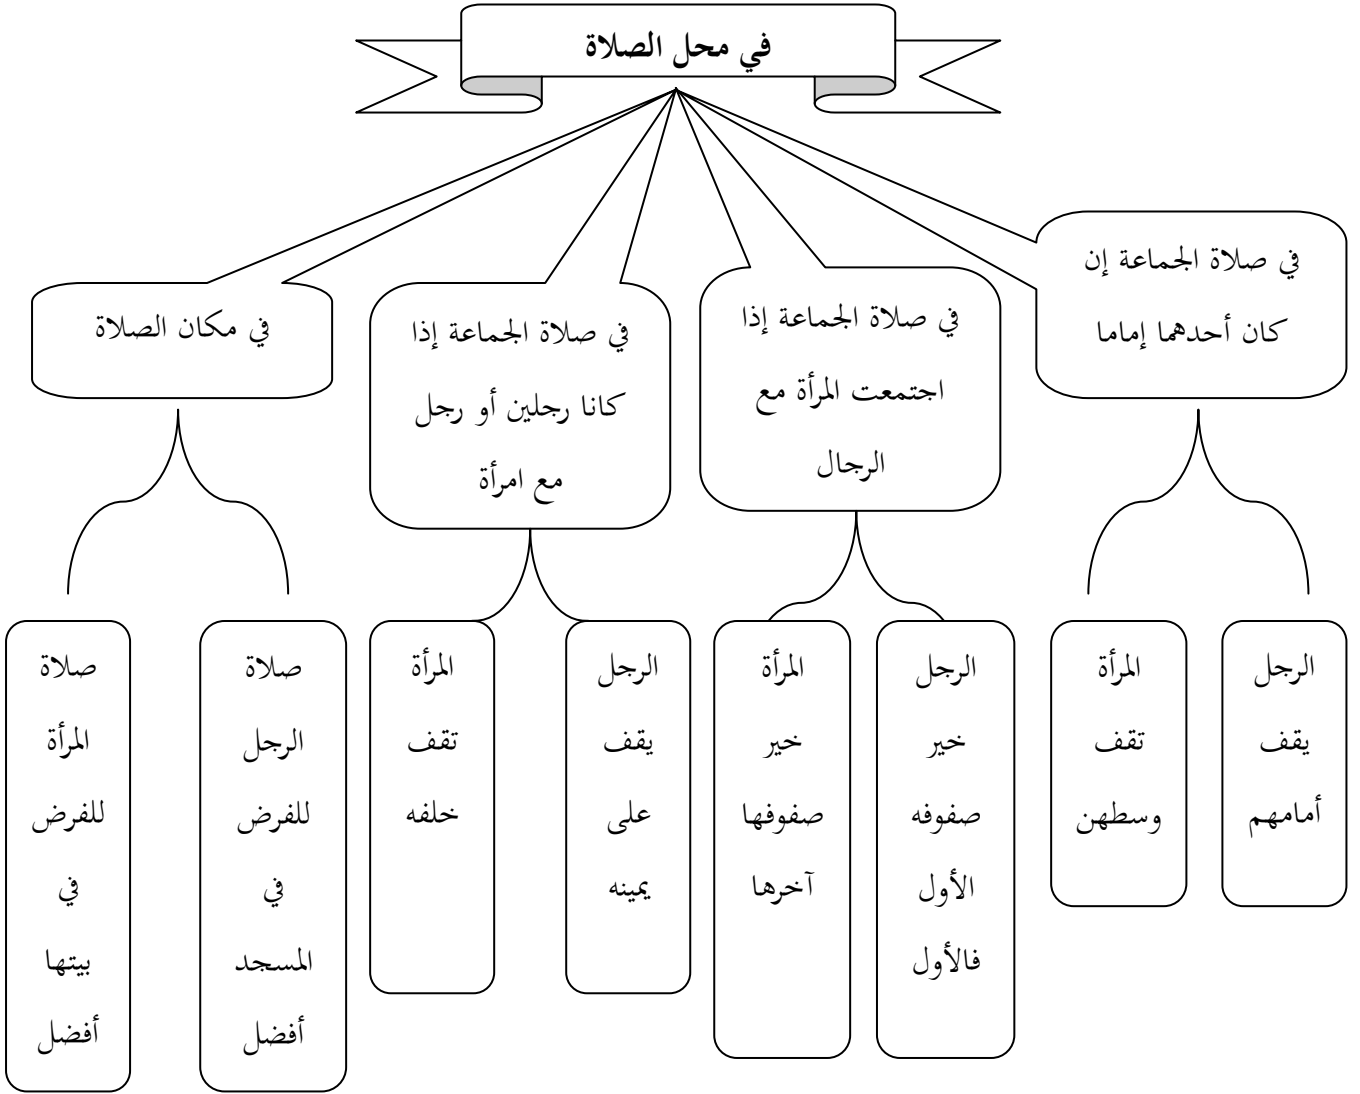 في محل الصلاة
في صلاة الجماعة إن
كان أحدهما إماما
في صلاة الجماعة إذا
اجتمعت المرأة مع
الرجال
في صلاة الجماعة إذا
كانا رجلين أو رجل
مع امرأة
في مكان الصلاة
الرجل
يقف
أمامهم
المرأة
تقف
وسطهن
الرجل
خير
صفوفه
الأول
فالأول
المرأة
خير
صفوفها
آخرها
الرجل
يقف
على
يمينه
المرأة
تقف
خلفه
صلاة
الرجل
للفرض
في
المسجد
أفضل
صلاة
المرأة
للفرض
في
بيتها
أفضل